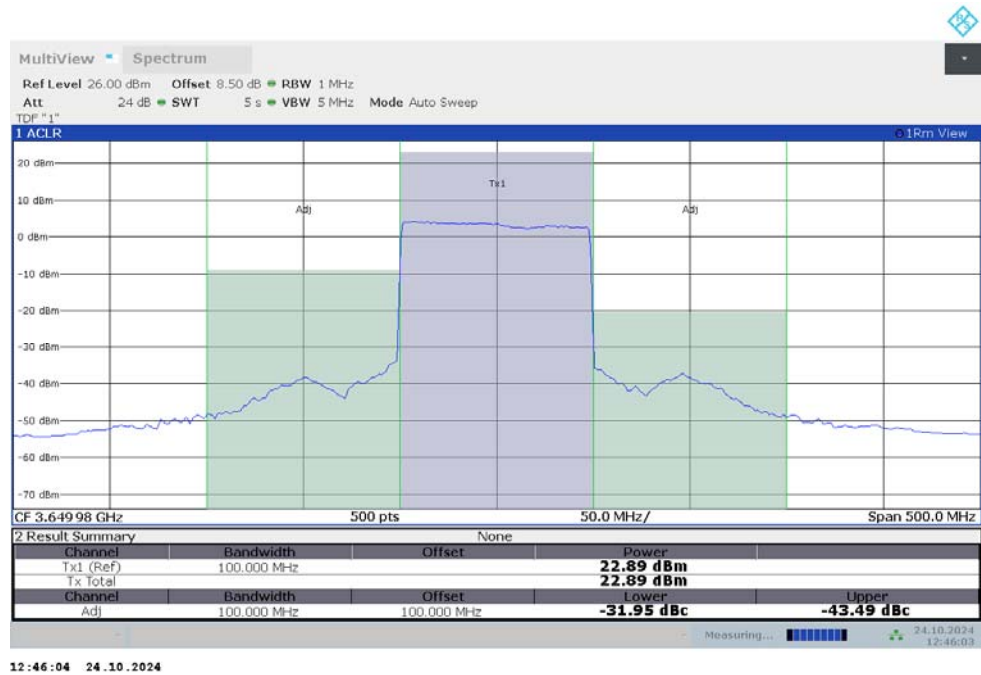 R S
MultiView Spectrum
Ref Level 26.00 dBm Offset 8.50 dB RBW 1 MHz
Att 24 dB SWT 5 s VBW 5 MHz Mode Auto Sweep
TDF "1"
1 ACLR 1Rm View
20 dBm
Tx1
10 dBm
Adj Adj
0 dBm
-10 dBm
-20 dBm
-30 dBm
-40 dBm
-50 dBm
-60 dBm
-70 dBm
CF 3.649 98 GHz 500 pts 50.0 MHz/ Span 500.0 MHz
2 Result Summary None
Channel Bandwidth Offset Power
Tx1 (Ref) 100.000 MHz 22.89 dBm
Tx Total 22.89 dBm
Channel Bandwidth Offset Lower Upper
Adj 100.000 MHz 100.000 MHz -31.95 dBc -43.49 dBc
Measuring... 24.10.2024
12:46:03
12:46:04 24.10.2024